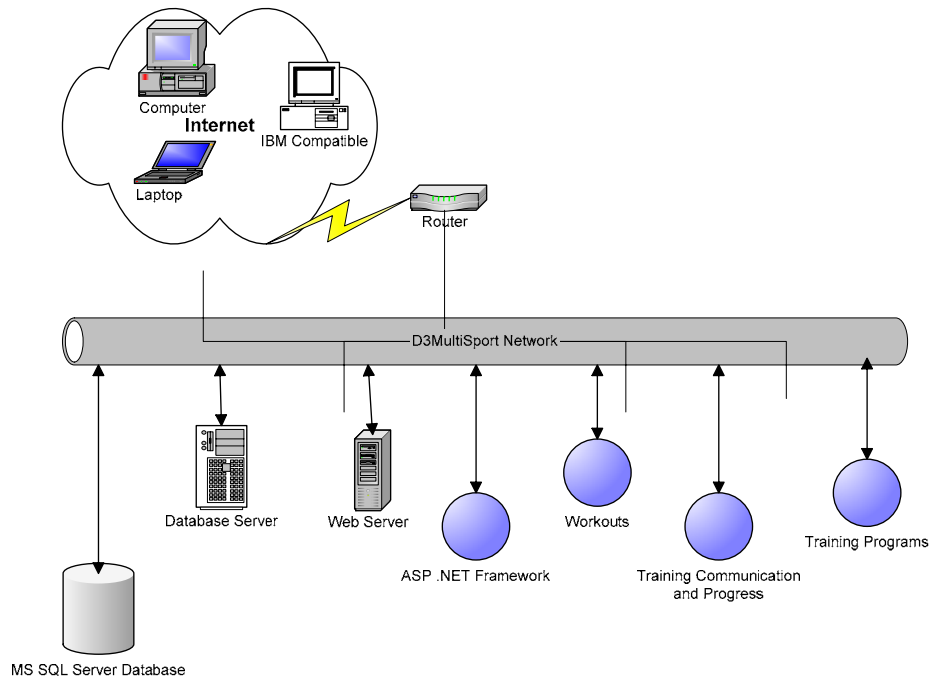 Computer
Internet
IBM Compatible
Laptop
Router
D3MultiSport Network
Database Server
Web Server
Workouts
Training Programs
ASP .NET Framework
Training Communication
and Progress
MS SQL Server Database